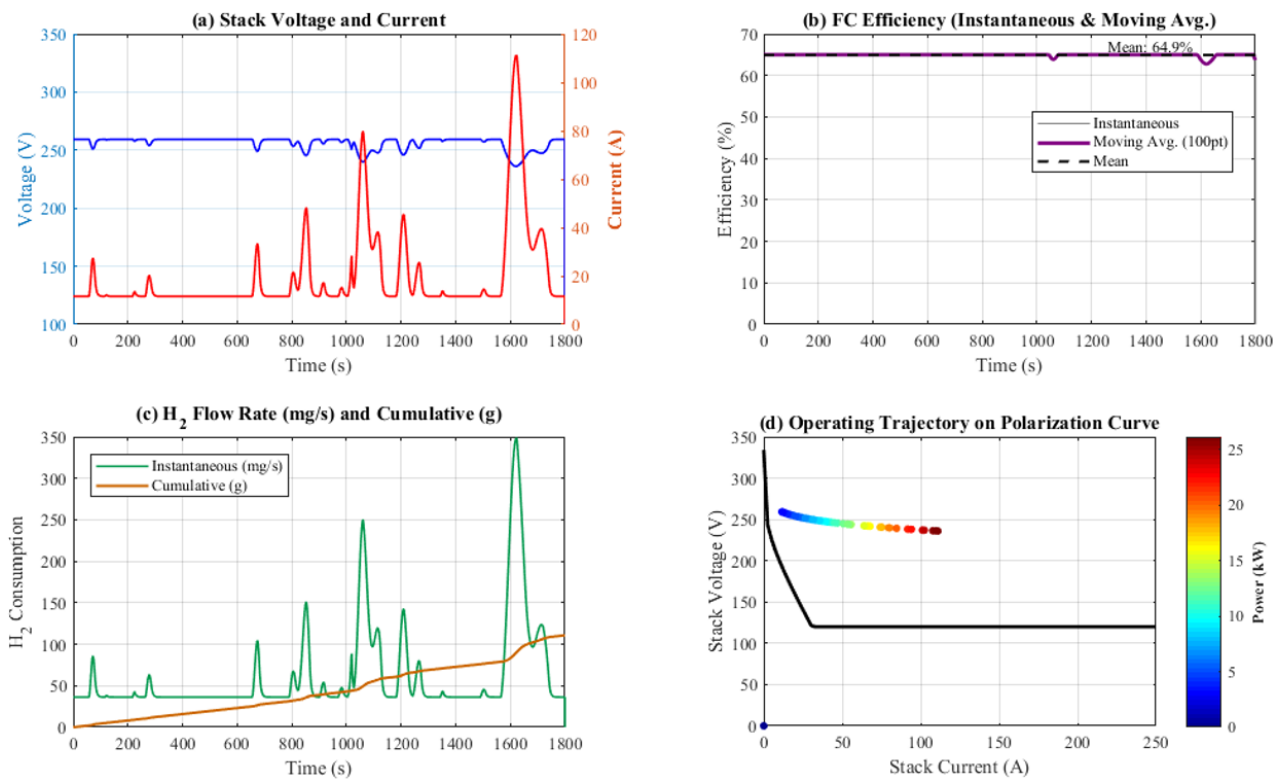 (a) Stack Voltage and Current
350
300
250
200
150
100
Voltage (V)
120
100
80
60
40
20
0
Current (A)
0 200 400 600 800 1000 1200 1400 1600 1800
Time (s)
(b) FC Efficiency (Instantaneous & Moving Avg.)
70
60
50
40
30
20
10
0
Efficiency (%)
Mean: 64.9%
Instantaneous
Moving Avg. (100pt)
Mean
0 200 400 600 800 1000 1200 1400 1600 1800
Time (s)
(c) H2 Flow Rate (mg/s) and Cumulative (g)
350
300
250
200
150
100
50
0
H2 Consumption
Instantaneous (mg/s)
Cumulative (g)
0 200 400 600 800 1000 1200 1400 1600 1800
Time (s)
(d) Operating Trajectory on Polarization Curve
350
300
250
200
150
100
50
0
Stack Voltage (V)
0 50 100 150 200 250
Stack Current (A)
25
20
15
10
5
0
Power (kW)